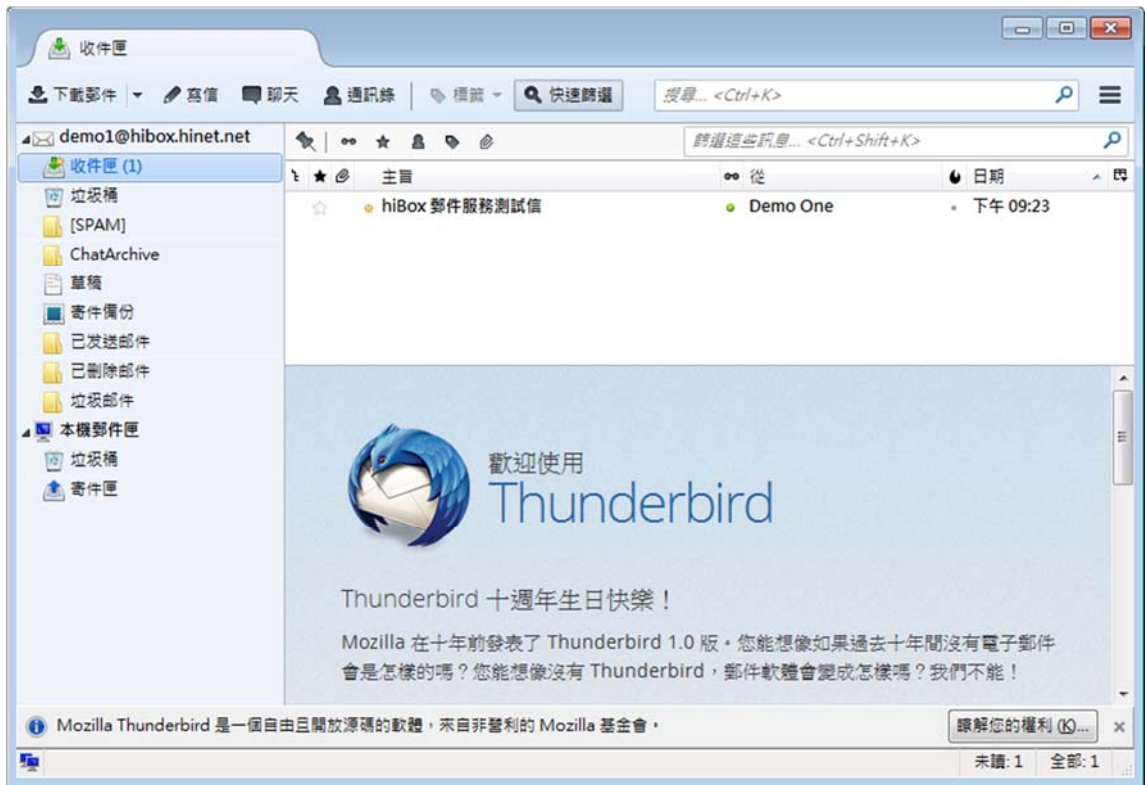 收件匣
下載郵件 寫信 聊天 通訊錄 標籤 快速篩選 搜尋... <Ctrl+K>
demo1@hibox.hinet.net 篩選這些訊息... <Ctrl+Shift+K>
收件匣 (1)
主旨 從 日期
垃圾桶
hiBox 郵件服務測試信 Demo One 下午 09:23
[SPAM]
ChatArchive
草稿
寄件備份
已发送邮件
已删除邮件
垃圾邮件
本機郵件匣
垃圾桶
寄件匣
歡迎使用
Thunderbird
Thunderbird 十週年生日快樂！
Mozilla 在十年前發表了 Thunderbird 1.0 版。您能想像如果過去十年間沒有電子郵件
會是怎樣的嗎？您能想像沒有 Thunderbird，郵件軟體會變成怎樣嗎？我們不能！
Mozilla Thunderbird 是一個自由且開放源碼的軟體，來自非營利的 Mozilla 基金會。 瞭解您的權利 (K)...
未讀: 1 全部: 1